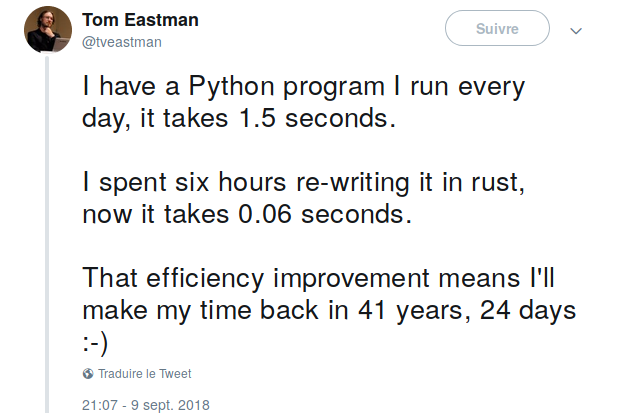 Tom Eastman
@tveastman
Suivre
I have a Python program I run every
day, it takes 1.5 seconds.
I spent six hours re-writing it in rust,
now it takes 0.06 seconds.
That efficiency improvement means I'll
make my time back in 41 years, 24 days
:-)
Traduire le Tweet
21:07 - 9 sept. 2018